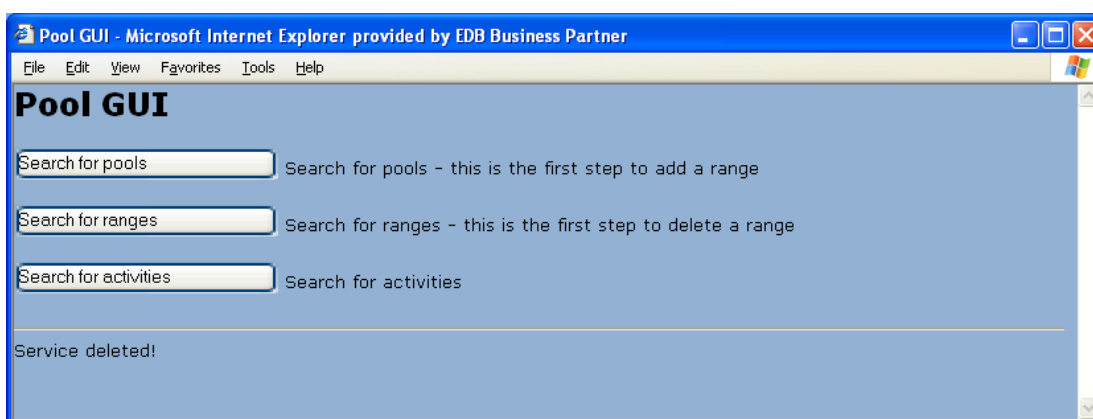 Pool GUI - Microsoft Internet Explorer provided by EDB Business Partner
File Edit View Favorites Tools Help
Pool GUI
Search for pools Search for pools - this is the first step to add a range
Search for ranges Search for ranges - this is the first step to delete a range
Search for activities Search for activities
Service deleted!